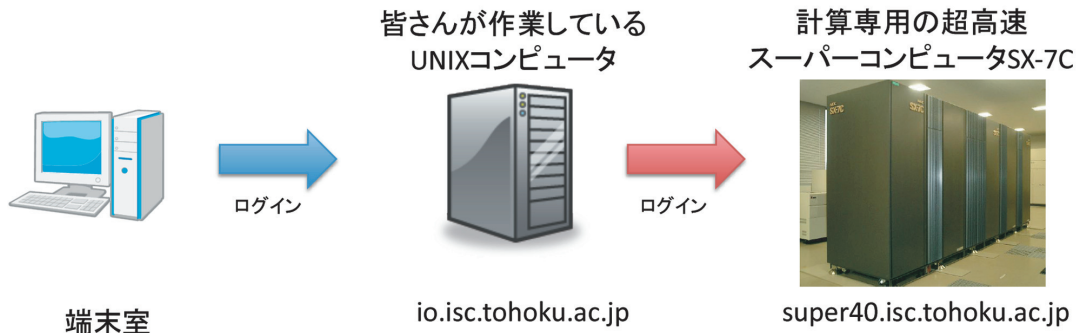 皆さんが作業している
UNIXコンピュータ
計算専用の超高速
スーパーコンピュータSX-7C
SX-7C
ログイン
ログイン
端末室
io.isc.tohoku.ac.jp
super40.isc.tohoku.ac.jp